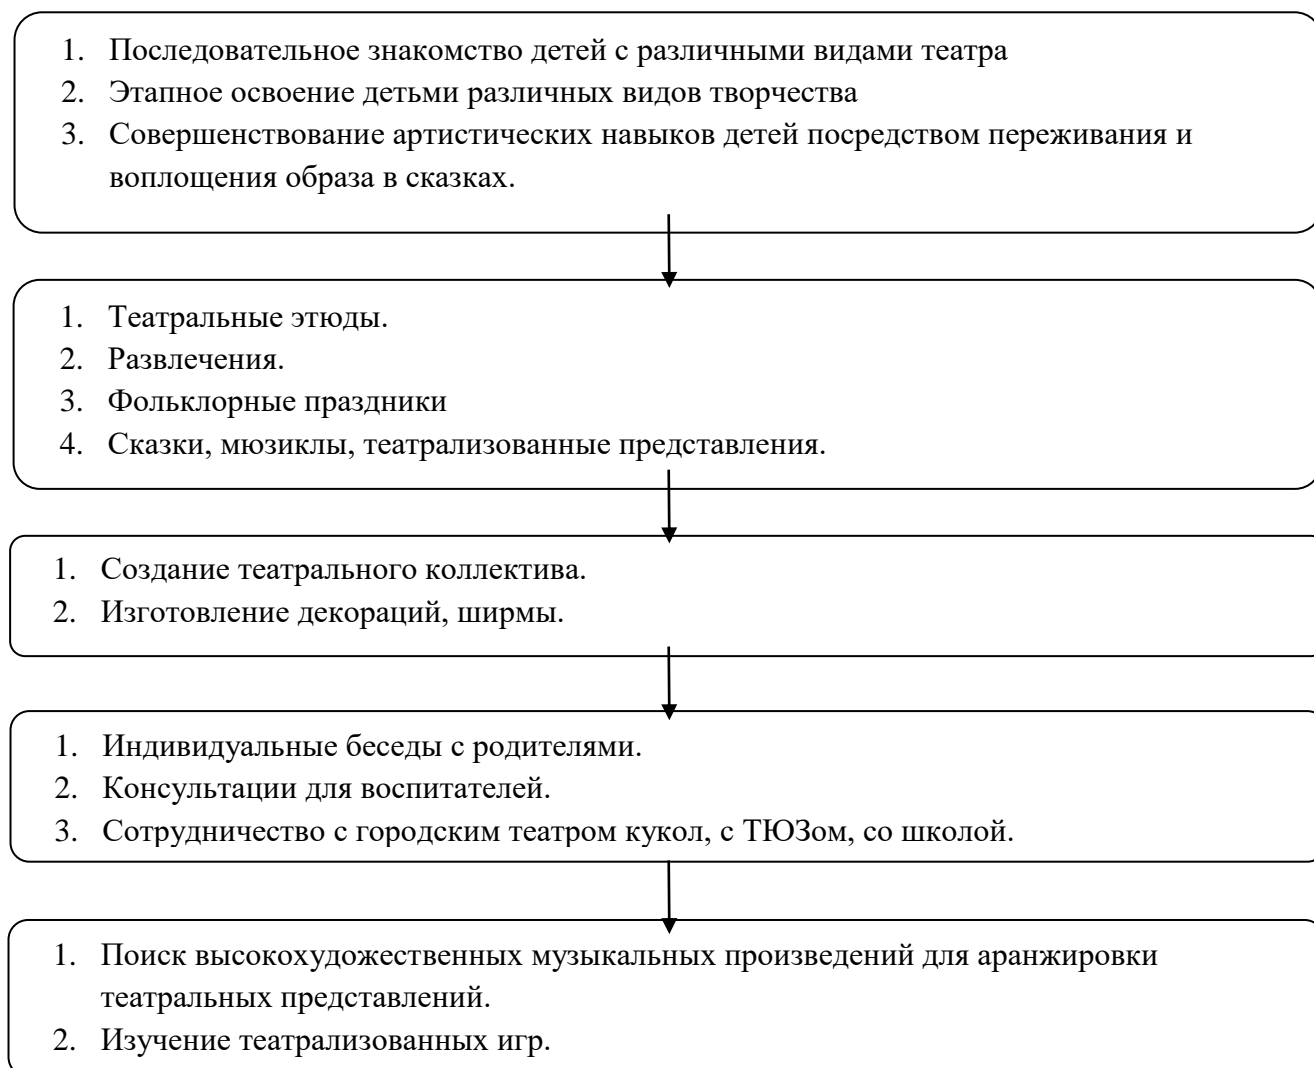 1. Последовательное знакомство детей с различными видами театра
2. Этапное освоение детьми различных видов творчества
3. Совершенствование артистических навыков детей посредством переживания и
воплощения образа в сказках.
1. Театральные этюды.
2. Развлечения.
3. Фольклорные праздники
4. Сказки, мюзиклы, театрализованные представления.
1. Создание театрального коллектива.
2. Изготовление декораций, ширмы.
1. Индивидуальные беседы с родителями.
2. Консультации для воспитателей.
3. Сотрудничество с городским театром кукол, с ТЮЗом, со школой.
1. Поиск высокохудожественных музыкальных произведений для аранжировки
театральных представлений.
2. Изучение театрализованных игр.